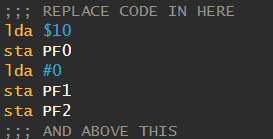 ;;; REPLACE CODE IN HERE
lda $10
sta PF0
lda #0
sta PF1
sta PF2
;;; AND ABOVE THIS